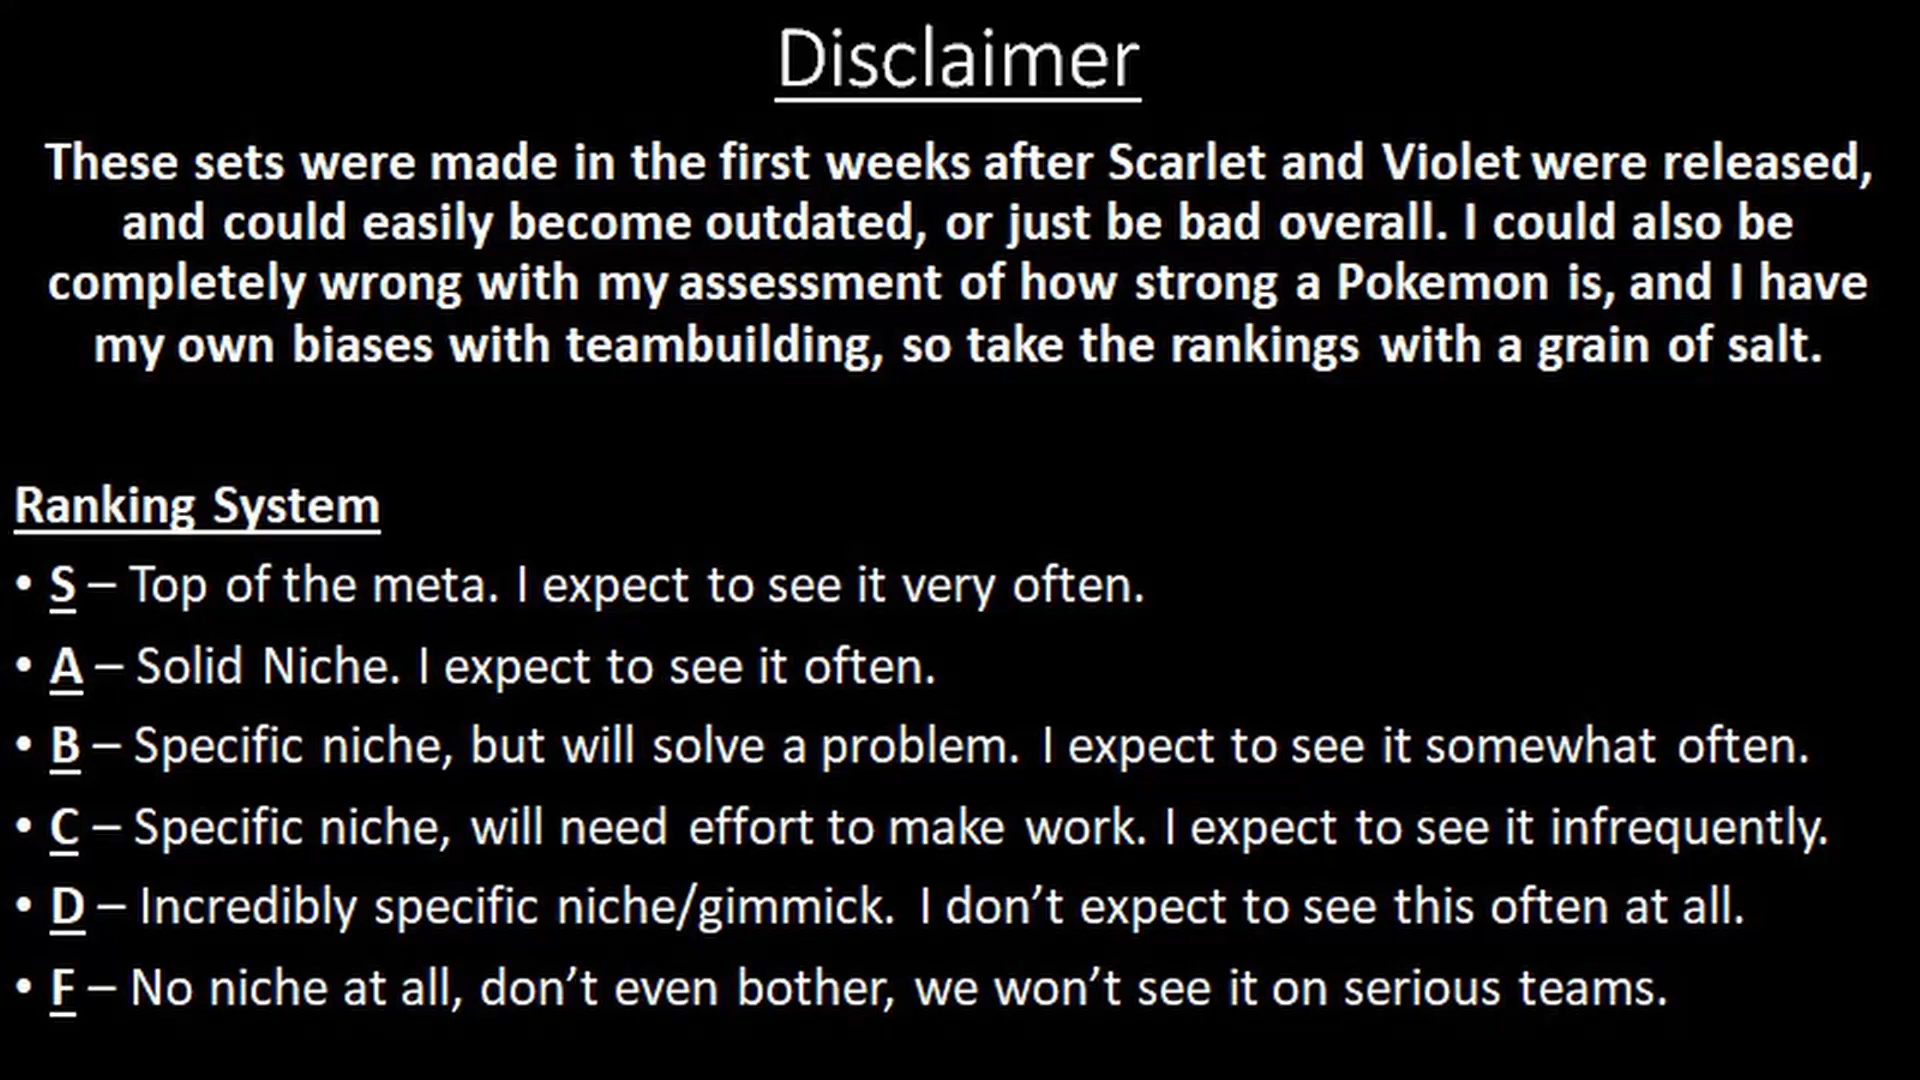 Disclaimer
These sets were made in the first weeks after Scarlet and Violet were released,
and could easily become outdated, or just be bad overall. I could also be
completely wrong with my assessment of how strong a Pokemon is, and I have
my own biases with teambuilding, so take the rankings with a grain of salt.
Ranking System
• S – Top of the meta. I expect to see it very often.
• A – Solid Niche. I expect to see it often.
• B – Specific niche, but will solve a problem. I expect to see it somewhat often.
• C – Specific niche, will need effort to make work. I expect to see it infrequently.
• D – Incredibly specific niche/gimmick. I don’t expect to see this often at all.
• F – No niche at all, don’t even bother, we won’t see it on serious teams.